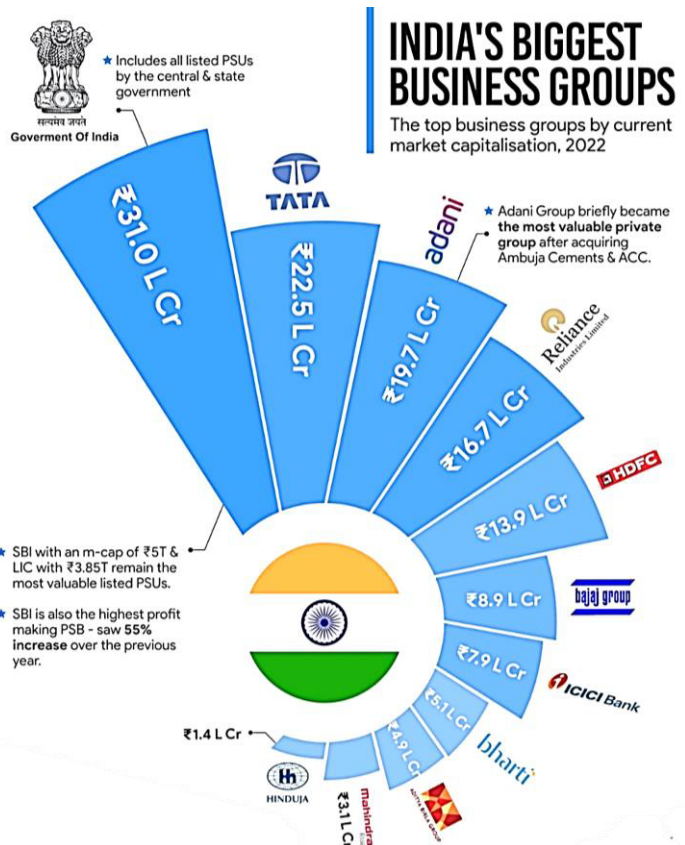 INDIA'S BIGGEST
BUSINESS GROUPS
The top business groups by current
market capitalisation, 2022
सत्यमेव जयते
Goverment Of India
Includes all listed PSUs
by the central & state
government
₹31.0 L Cr
TATA
₹22.5 L Cr
adani
₹19.7 L Cr
Adani Group briefly became
the most valuable private
group after acquiring
Ambuja Cements & ACC.
Reliance
Industries Limited
₹16.7 L Cr
HDFC
₹13.9 L Cr
bajaj group
₹8.9 L Cr
ICICI Bank
₹7.9 L Cr
bharti
₹5.1 L Cr
ADITYA BIRLA GROUP
₹4.9 L Cr
Mahindra
₹3.1 L Cr
HINDUJA
₹1.4 L Cr
SBI with an m-cap of ₹5T &
LIC with ₹3.85T remain the
most valuable listed PSUs.
SBI is also the highest profit
making PSB - saw 55%
increase over the previous
year.